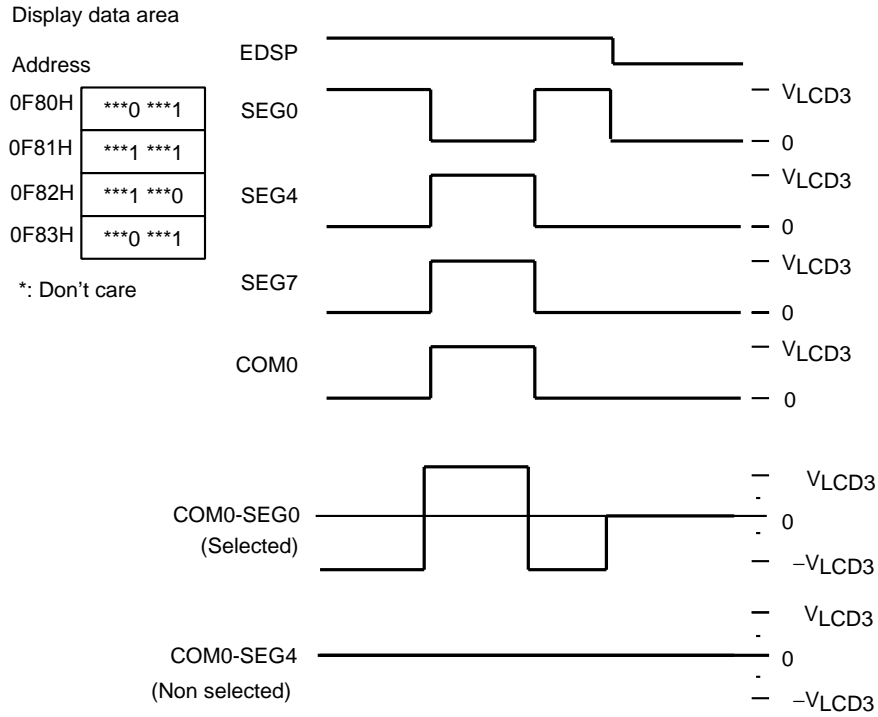 Display data area
Address
0F80H ***0 ***1
0F81H ***1 ***1
0F82H ***1 ***0
0F83H ***0 ***1
*: Don't care
EDSP
SEG0 VLCD3
0
SEG4 VLCD3
0
SEG7 VLCD3
0
COM0 VLCD3
0
COM0-SEG0
(Selected)
VLCD3
0
−VLCD3
COM0-SEG4
(Non selected)
VLCD3
0
−VLCD3